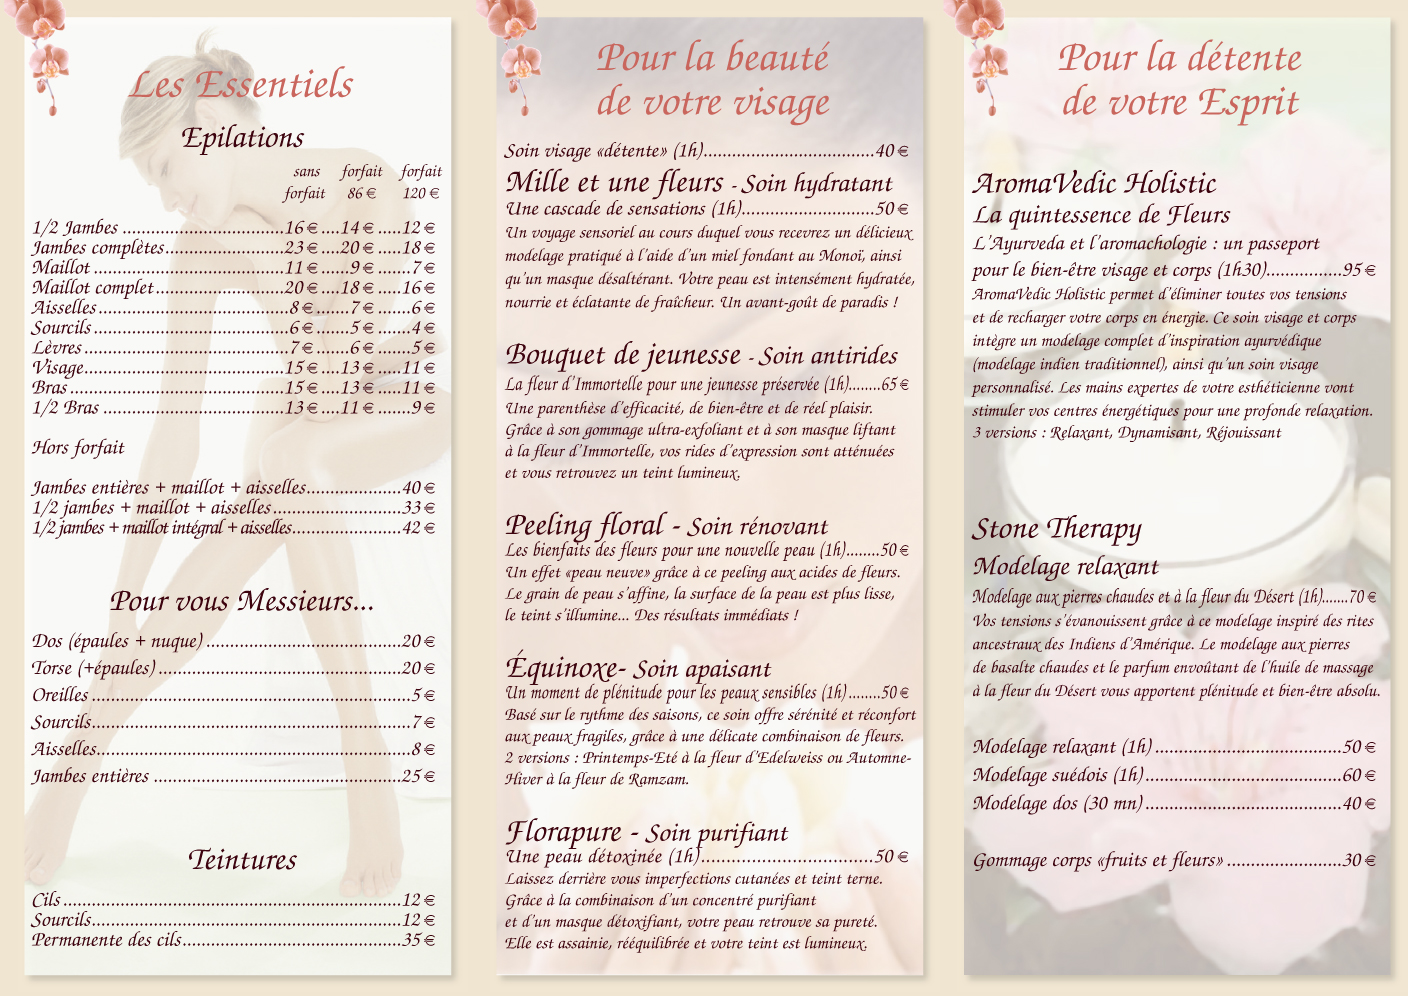 Les Essentiels
Epilations
sans forfait forfait
forfait 86 € 120 €
1/2 Jambes ..................................16 €....14 €.....12 €
Jambes complètes.........................23 €....20 €.....18 €
Maillot ........................................11 €......9 €.......7 €
Maillot complet...........................20 €....18 €.....16 €
Aisselles.......................................8 €.......7 €.......6 €
Sourcils........................................6 €.......5 €.......4 €
Lèvres..........................................7 €.......6 €.......5 €
Visage..........................................15 €....13 €.....11 €
Bras.............................................15 €....13 €.....11 €
1/2 Bras .....................................13 €....11 €.......9 €
Hors forfait
Jambes entières + maillot + aisselles....................40 €
1/2 jambes + maillot + aisselles...........................33 €
1/2 jambes + maillot intégral + aisselles.......................42 €
Pour vous Messieurs...
Dos (épaules + nuque) .........................................20 €
Torse (+épaules)...................................................20 €
Oreilles .................................................................5 €
Sourcils.................................................................7 €
Aisselles................................................................8 €
Jambes entières ....................................................25 €
Teintures
Cils.......................................................................12 €
Sourcils.................................................................12 €
Permanente des cils..............................................35 €
Pour la beauté
de votre visage
Soin visage «détente» (1h)....................................40 €
Mille et une fleurs - Soin hydratant
Une cascade de sensations (1h)............................50 €
Un voyage sensoriel au cours duquel vous recevrez un délicieux
modelage pratiqué à l’aide d’un miel fondant au Monoï, ainsi
qu’un masque désaltérant. Votre peau est intensément hydratée,
nourrie et éclatante de fraîcheur. Un avant-goût de paradis !
Bouquet de jeunesse - Soin antirides
La fleur d’Immortelle pour une jeunesse préservée (1h)........65 €
Une parenthèse d’efficacité, de bien-être et de réel plaisir.
Grâce à son gommage ultra-exfoliant et à son masque liftant
à la fleur d’Immortelle, vos rides d’expression sont atténuées
et vous retrouvez un teint lumineux.
Peeling floral - Soin rénovant
Les bienfaits des fleurs pour une nouvelle peau (1h)........50 €
Un effet «peau neuve» grâce à ce peeling aux acides de fleurs.
Le grain de peau s’affine, la surface de la peau est plus lisse,
le teint s’illumine... Des résultats immédiats !
Équinoxe- Soin apaisant
Un moment de plénitude pour les peaux sensibles (1h)........50 €
Basé sur le rythme des saisons, ce soin offre sérénité et réconfort
aux peaux fragiles, grâce à une délicate combinaison de fleurs.
2 versions : Printemps-Eté à la fleur d’Edelweiss ou Automne-
Hiver à la fleur de Ramzam.
Florapure - Soin purifiant
Une peau détoxinée (1h)....................................50 €
Laissez derrière vous imperfections cutanées et teint terne.
Grâce à la combinaison d’un concentré purifiant
et d’un masque détoxifiant, votre peau retrouve sa pureté.
Elle est assainie, rééquilibrée et votre teint est lumineux.
Pour la détente
de votre Esprit
AromaVedic Holistic
La quintessence de Fleurs
L’Ayurveda et l’aromachologie : un passeport
pour le bien-être visage et corps (1h30)................95 €
AromaVedic Holistic permet d’éliminer toutes vos tensions
et de recharger votre corps en énergie. Ce soin visage et corps
intègre un modelage complet d’inspiration ayurvédique
(modelage indien traditionnel), ainsi qu’un soin visage
personnalisé. Les mains expertes de votre esthéticienne vont
stimuler vos centres énergétiques pour une profonde relaxation.
3 versions : Relaxant, Dynamisant, Réjouissant
Stone Therapy
Modelage relaxant
Modelage aux pierres chaudes et à la fleur du Désert (1h).......70 €
Vos tensions s’évanouissent grâce à ce modelage inspiré des rites
ancestraux des Indiens d’Amérique. Le modelage aux pierres
de basalte chaudes et le parfum envoûtant de l’huile de massage
à la fleur du Désert vous apportent plénitude et bien-être absolu.
Modelage relaxant (1h) .......................................50 €
Modelage suédois (1h).........................................60 €
Modelage dos (30 mn).........................................40 €
Gommage corps «fruits et fleurs» ........................30 €